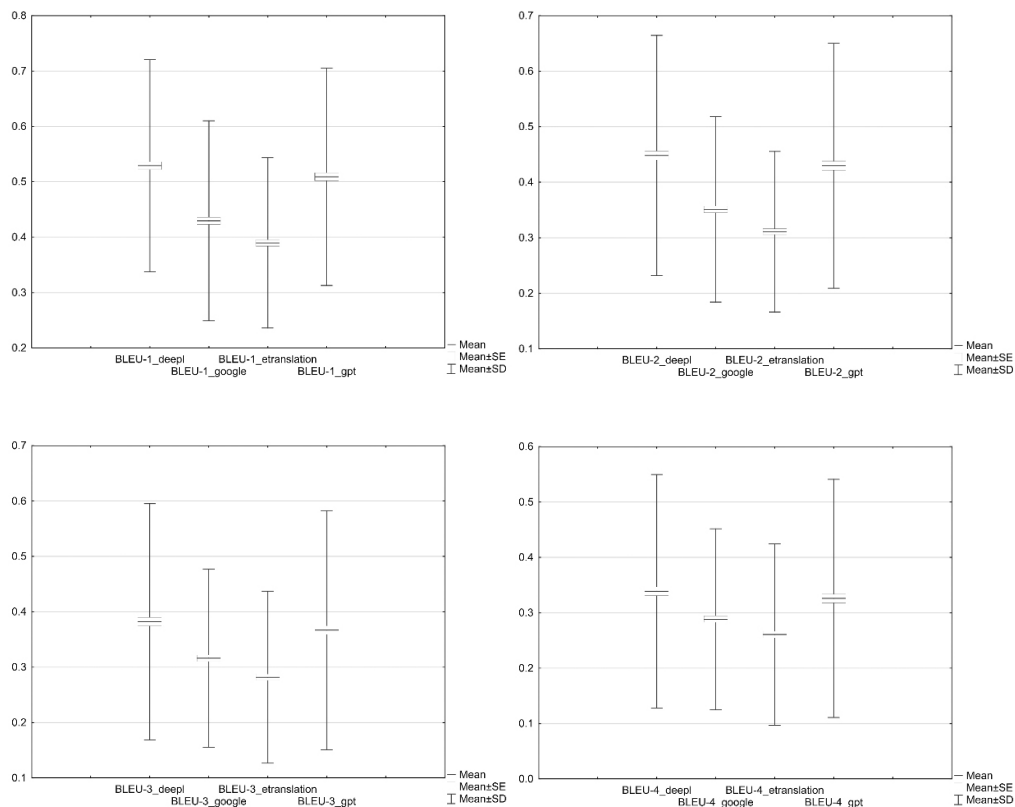 0.8
0.7
0.6
0.5
0.4
0.3
0.2
BLEU-1_deepl BLEU-1_etranslation
BLEU-1_google BLEU-1_gpt
Mean
Mean±SE
Mean±SD
0.7
0.6
0.5
0.4
0.3
0.2
0.1
BLEU-2_deepl BLEU-2_etranslation
BLEU-2_google BLEU-2_gpt
Mean
Mean±SE
Mean±SD
0.7
0.6
0.5
0.4
0.3
0.2
0.1
BLEU-3_deepl BLEU-3_etranslation
BLEU-3_google BLEU-3_gpt
Mean
Mean±SE
Mean±SD
0.6
0.5
0.4
0.3
0.2
0.1
0.0
BLEU-4_deepl BLEU-4_etranslation
BLEU-4_google BLEU-4_gpt
Mean
Mean±SE
Mean±SD